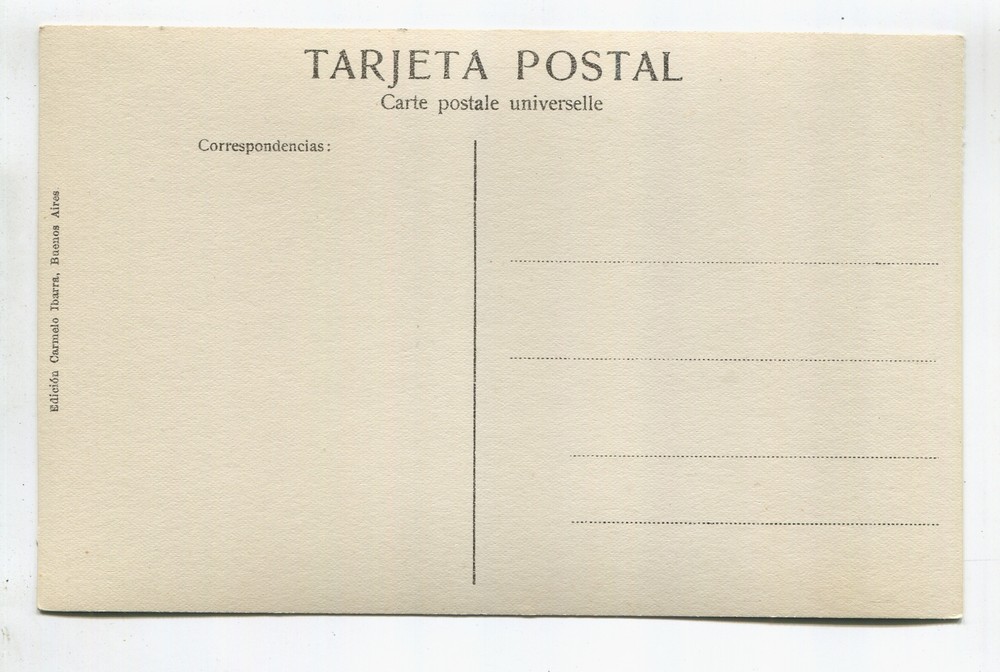 TARJETA POSTAL
Carte postale universelle
Correspondencias:
Edición Carmelo Ibarra, Buenos Aires